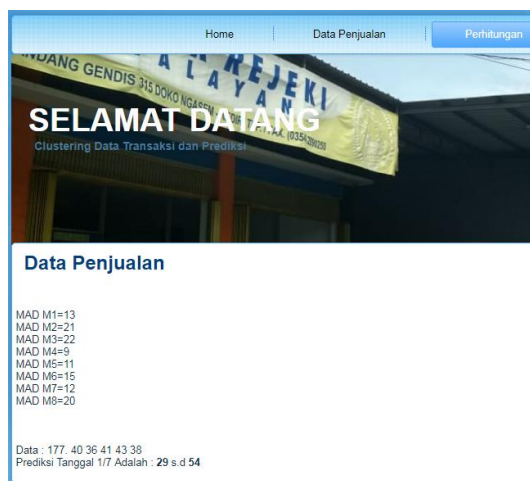 Home
Data Penjualan
Perhitungan
REJEKI
NDANG GENDIS 315 DOKO NGASEM
SELAMAT DATANG
Clustering Data Transaksi dan Prediksi
Data Penjualan
MAD M1=13
MAD M2=21
MAD M3=22
MAD M4=9
MAD M5=11
MAD M6=15
MAD M7=12
MAD M8=20
Data : 177. 40 36 41 43 38
Prediksi Tanggal 1/7 Adalah : 29 s.d 54